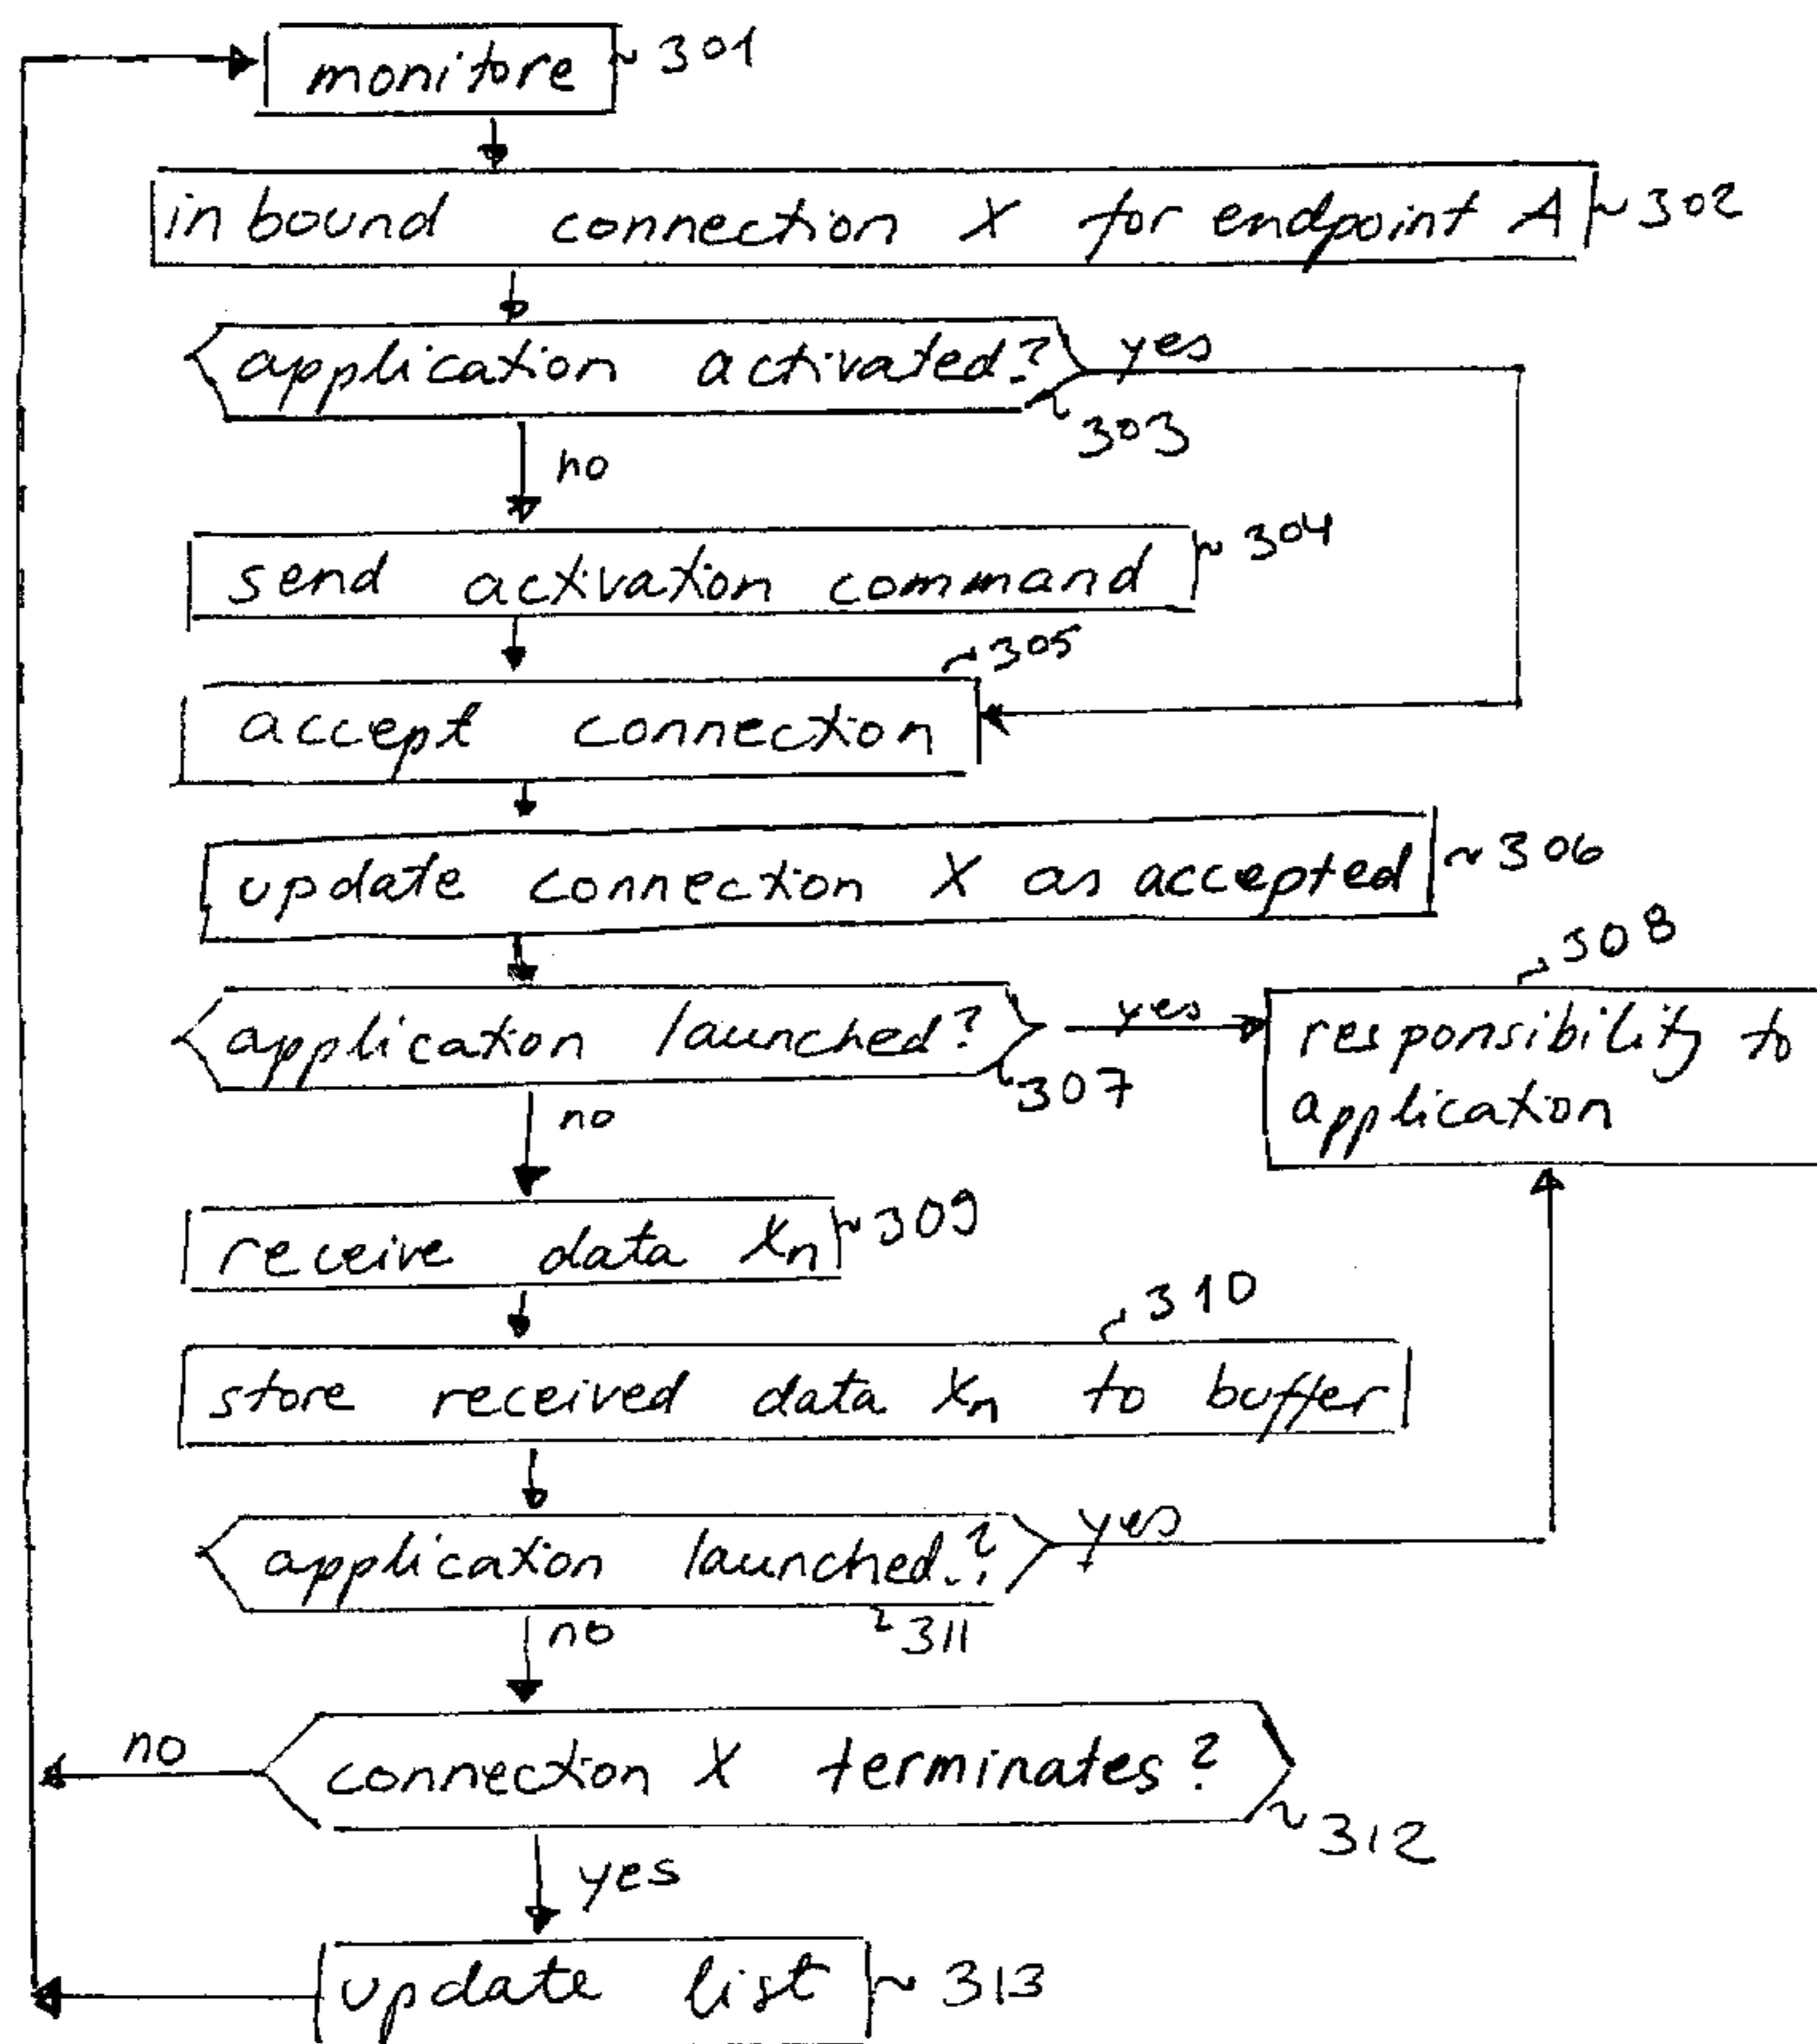 monitore ~ 301
inbound connection X for endpoint A ~ 302
application activated? yes
303
no
send activation command ~ 304
~ 305
accept connection
update connection X as accepted ~ 306
~ 308
application launched? yes
307
responsibility to
application
no
receive data Xn ~ 309
~ 310
store received data Xn to buffer
application launched? yes
no ~ 311
no connection X terminates?
~ 312
yes
update list ~ 313